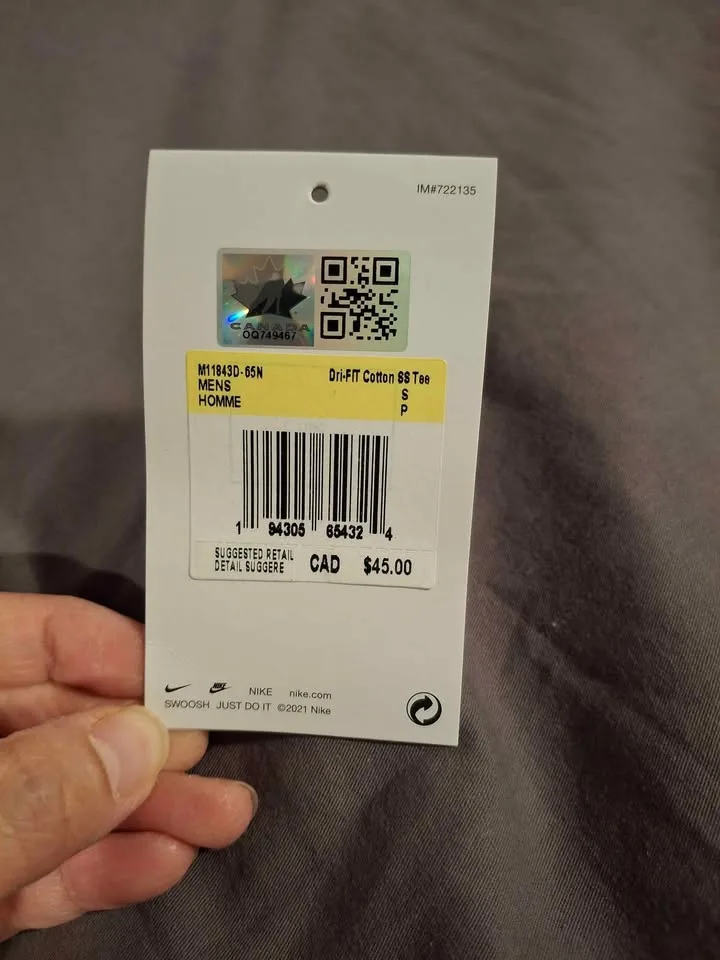 IM#722135
CANADA
OQ749467
M11843D-65N Dri-FIT Cotton SS Tee
MENS S
HOMME P
1 94305 65432 4
SUGGESTED RETAIL
DETAIL SUGGERE CAD $45.00
NIKE NIKE nike.com
SWOOSH JUST DO IT ©2021 Nike